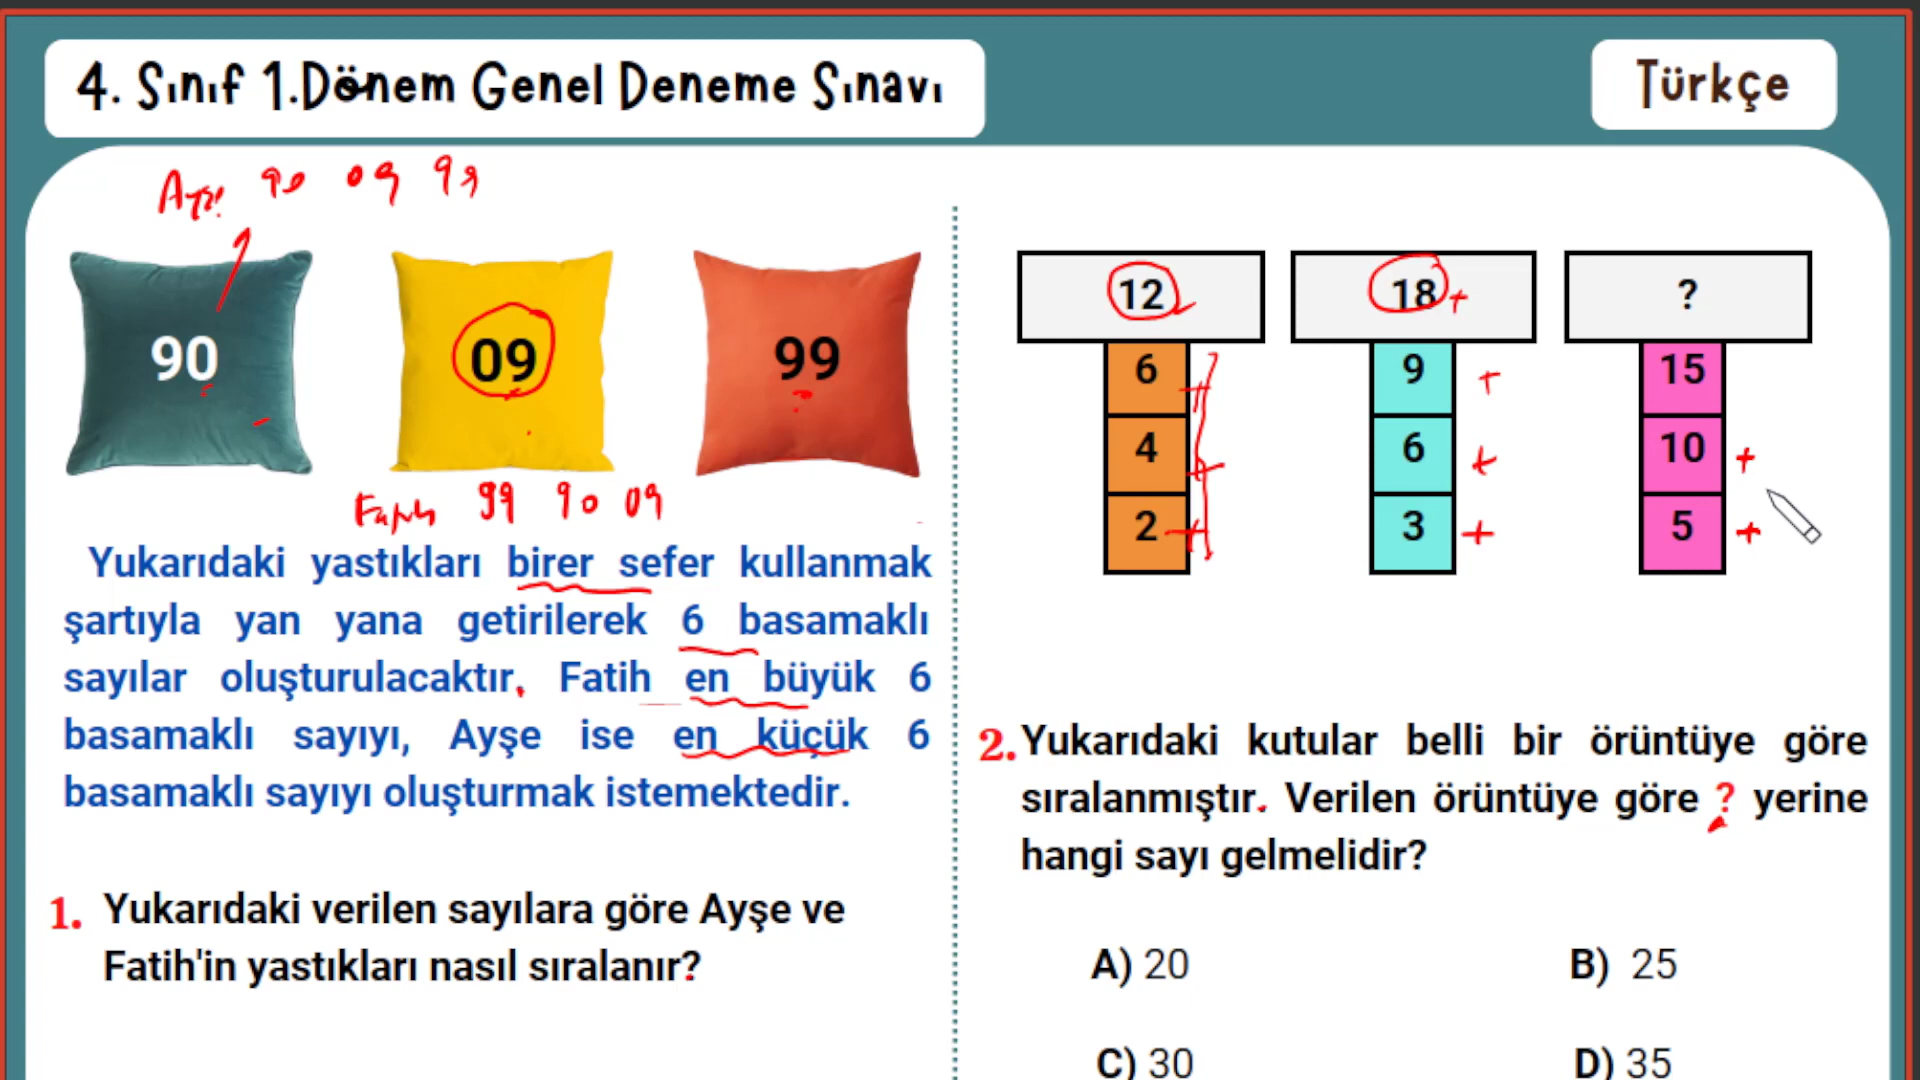 4. Sınıf 1.Dönem Genel Deneme Sınavı
Türkçe
Ayşe 90 09 99
90
09
99
Fatih 99 90 09
Yukarıdaki yastıkları birer sefer kullanmak
şartıyla yan yana getirilerek 6 basamaklı
sayılar oluşturulacaktır. Fatih en büyük 6
basamaklı sayıyı, Ayşe ise en küçük 6
basamaklı sayıyı oluşturmak istemektedir.
1. Yukarıdaki verilen sayılara göre Ayşe ve
Fatih'in yastıkları nasıl sıralanır?
12
6 +
4 +
2 +
18 +
9 +
6 +
3 +
?
15
10 +
5 +
2. Yukarıdaki kutular belli bir örüntüye göre
sıralanmıştır. Verilen örüntüye göre ? yerine
hangi sayı gelmelidir?
A) 20
B) 25
C) 30
D) 35